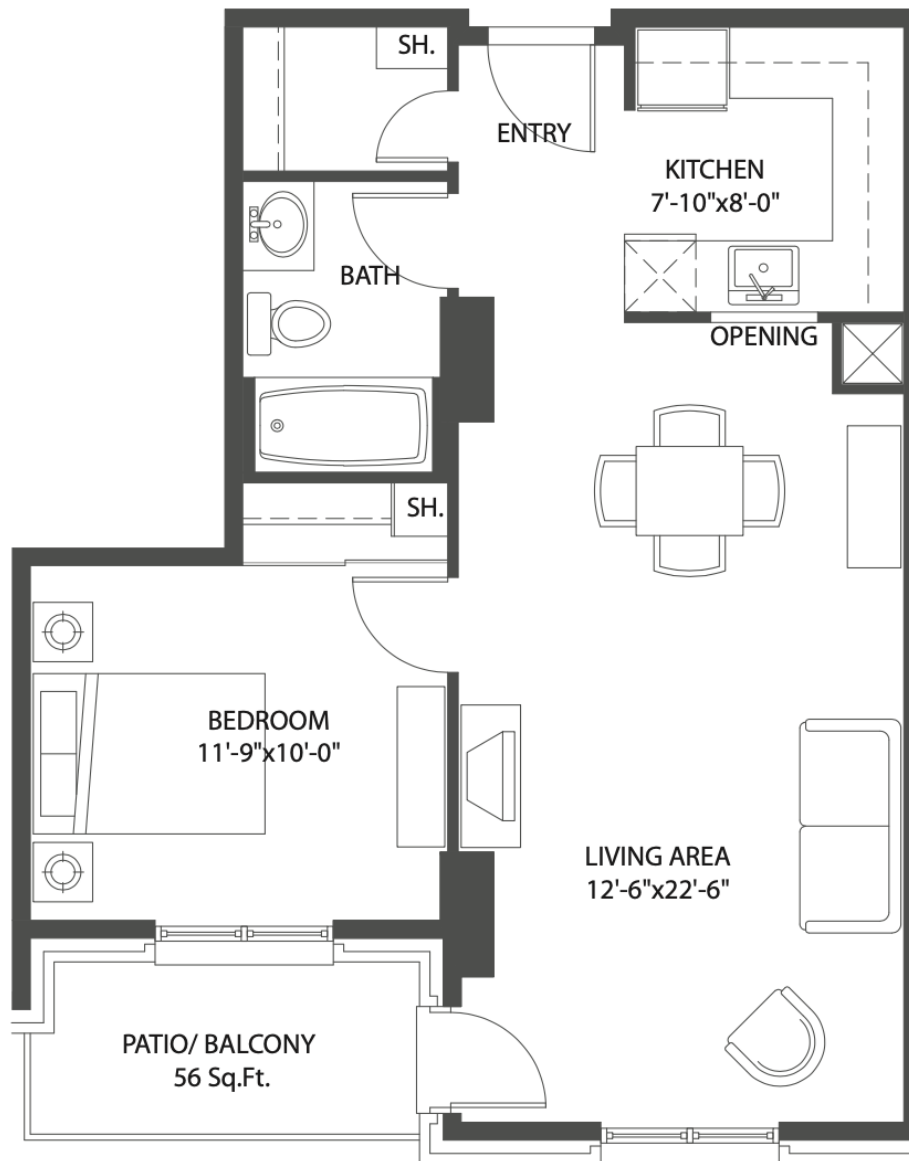 SH.
ENTRY
KITCHEN
7'-10"x8'-0"
BATH
OPENING
SH.
BEDROOM
11'-9"x10'-0"
LIVING AREA
12'-6"x22'-6"
PATIO/ BALCONY
56 Sq.Ft.